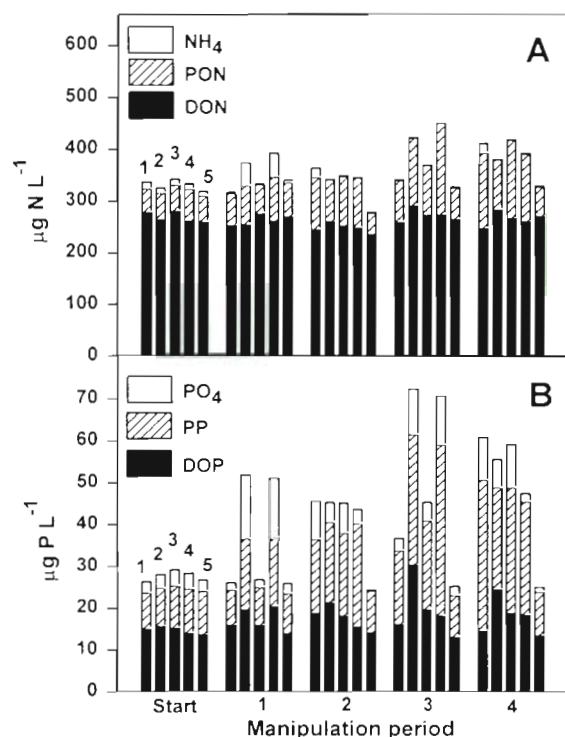 A
NH₄
PON
DON
μg N L⁻¹
600
500
400
300
200
100
0
1 2 3 4 5
B
PO₄
PP
DOP
μg P L⁻¹
70
60
50
40
30
20
10
0
1 2 3 4 5
Start 1 2 3 4
Manipulation period